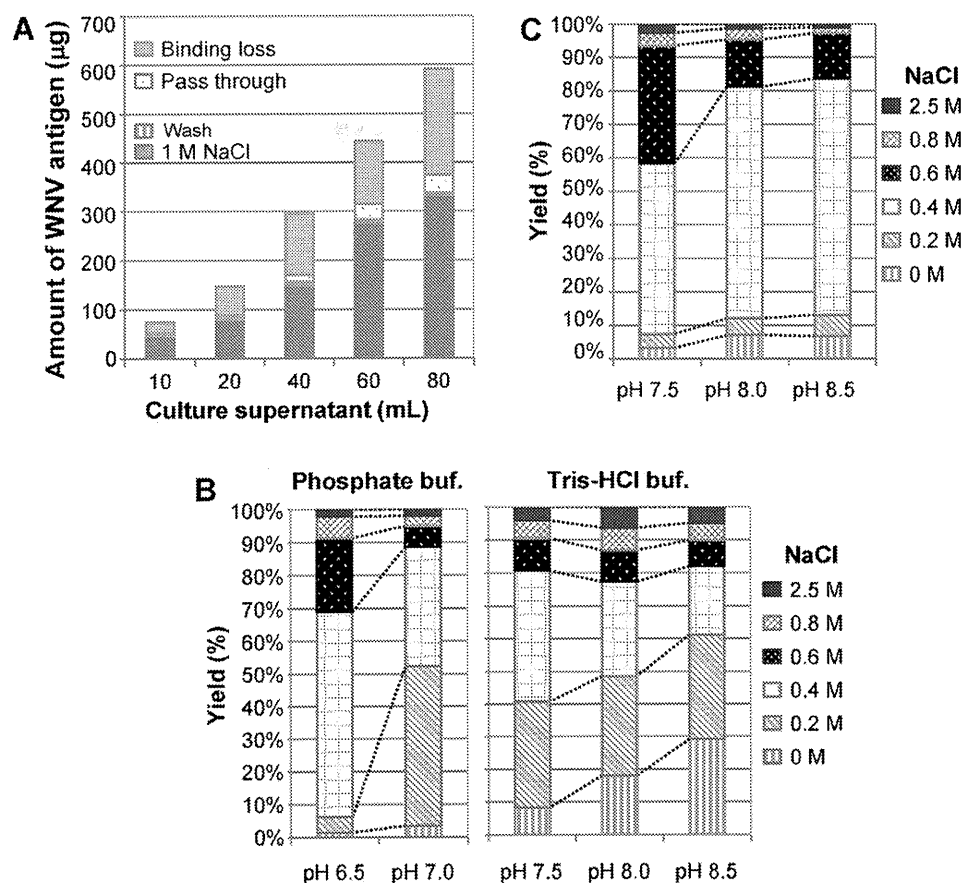 A
700
600
500
400
300
200
100
0
Amount of WNV antigen (µg)
Binding loss
Pass through
Wash
1 M NaCl
10 20 40 60 80
Culture supernatant (mL)
C
100%
90%
80%
70%
60%
50%
40%
30%
20%
10%
0%
Yield (%)
pH 7.5 pH 8.0 pH 8.5
NaCl
2.5 M
0.8 M
0.6 M
0.4 M
0.2 M
0 M
B
Phosphate buf. Tris-HCl buf.
100%
90%
80%
70%
60%
50%
40%
30%
20%
10%
0%
Yield (%)
pH 6.5 pH 7.0 pH 7.5 pH 8.0 pH 8.5
NaCl
2.5 M
0.8 M
0.6 M
0.4 M
0.2 M
0 M